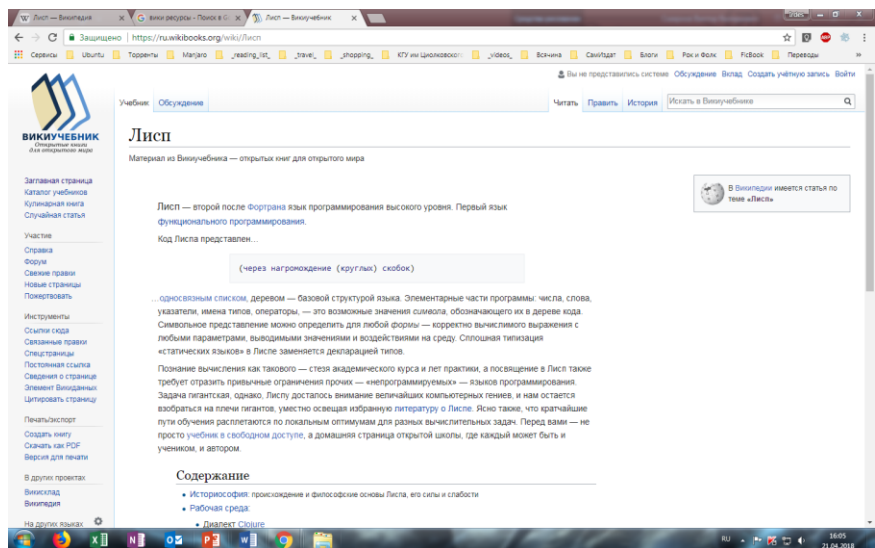 Лисп — Википедия
вики ресурсы - Поиск в G
Лисп — Викиучебник
Защищено | https://ru.wikibooks.org/wiki/Лисп
Сервисы Ubuntu Торренты Manjaro _reading_list_ _travel_ _shopping_ КГУ им Циолковского _videos_ Всячина СамИздат Блоги Рок и Фолк FicBook Переводы
Вы не представились системе Обсуждение Вклад Создать учётную запись Войти
Учебник Обсуждение Читать Править История Искать в Викиучебнике
ВИКИУЧЕБНИК
Открытые книги
для открытого мира
Заглавная страница
Каталог учебников
Кулинарная книга
Случайная статья
Участие
Справка
Форум
Свежие правки
Новые страницы
Пожертвовать
Инструменты
Ссылки сюда
Связанные правки
Спецстраницы
Постоянная ссылка
Сведения о странице
Элемент Викиданных
Цитировать страницу
Печать/экспорт
Создать книгу
Скачать как PDF
Версия для печати
В других проектах
Викисклад
Википедия
На других языках
Лисп
Материал из Викиучебника — открытых книг для открытого мира
В Википедии имеется статья по
теме «Лисп»
Лисп — второй после Фортрана язык программирования высокого уровня. Первый язык
функционального программирования.
Код Лиспа представлен…
(через нагромождение (круглых) скобок)
…односвязным списком, деревом — базовой структурой языка. Элементарные части программы: числа, слова,
указатели, имена типов, операторы, — это возможные значения символа, обозначающего их в дереве кода.
Символьное представление можно определить для любой формы — корректно вычислимого выражения с
любыми параметрами, выводимыми значениями и воздействиями на среду. Сплошная типизация
«статических языков» в Лиспе заменяется декларацией типов.
Познание вычисления как такового — стезя академического курса и лет практики, а посвящение в Лисп также
требует отразить привычные ограничения прочих — «непрограммируемых» — языков программирования.
Задача гигантская, однако, Лиспу досталось внимание величайших компьютерных гениев, и нам остается
взобраться на плечи гигантов, уместно освещая избранную литературу о Лиспе. Ясно также, что кратчайшие
пути обучения расплетаются по локальным оптимумам для разных вычислительных задач. Перед вами — не
просто учебник в свободном доступе, а домашняя страница открытой школы, где каждый может быть и
учеником, и автором.
Содержание
Историософия: происхождение и философские основы Лиспа, его силы и слабости
Рабочая среда:
Диалект Clojure
RU
16:05
21.04.2018